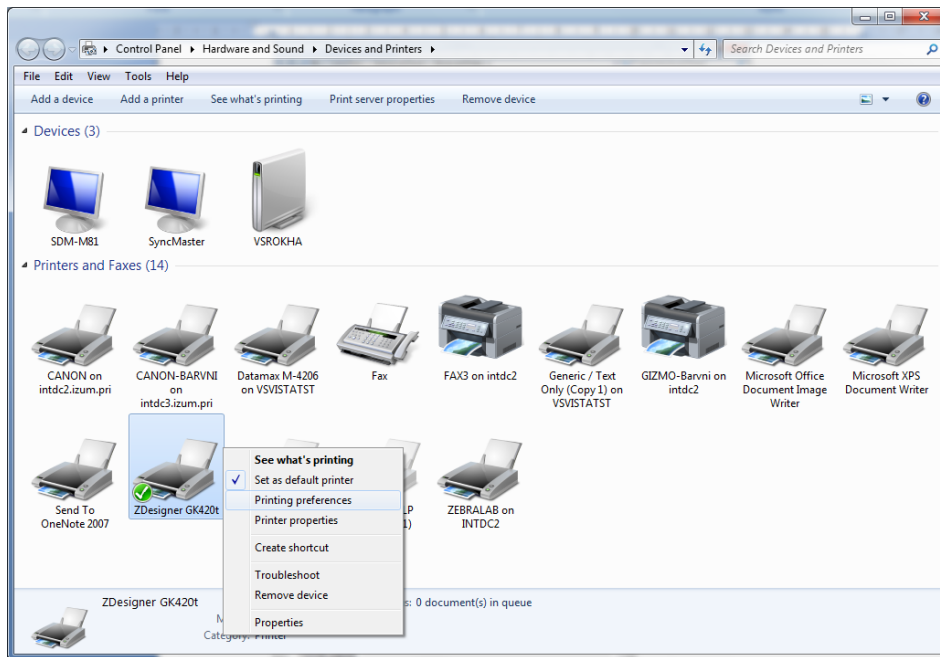 Control Panel Hardware and Sound Devices and Printers
Search Devices and Printers
File Edit View Tools Help
Add a device Add a printer See what's printing Print server properties Remove device
Devices (3)
SDM-M81
SyncMaster
VSROKHA
Printers and Faxes (14)
CANON on
intdc2.izum.pri
CANON-BARVNI
on
intdc3.izum.pri
Datamax M-4206
on VSVISTATST
Fax
FAX3 on intdc2
Generic / Text
Only (Copy 1) on
VSVISTATST
GIZMO-Barvni on
intdc2
Microsoft Office
Document Image
Writer
Microsoft XPS
Document Writer
Send To
OneNote 2007
ZDesigner GK420t
See what's printing
Set as default printer
Printing preferences
Printer properties
Create shortcut
Troubleshoot
Remove device
Properties
LP
1)
ZEBRALAB on
INTDC2
ZDesigner GK420t
s: 0 document(s) in queue
M
Category: Printer